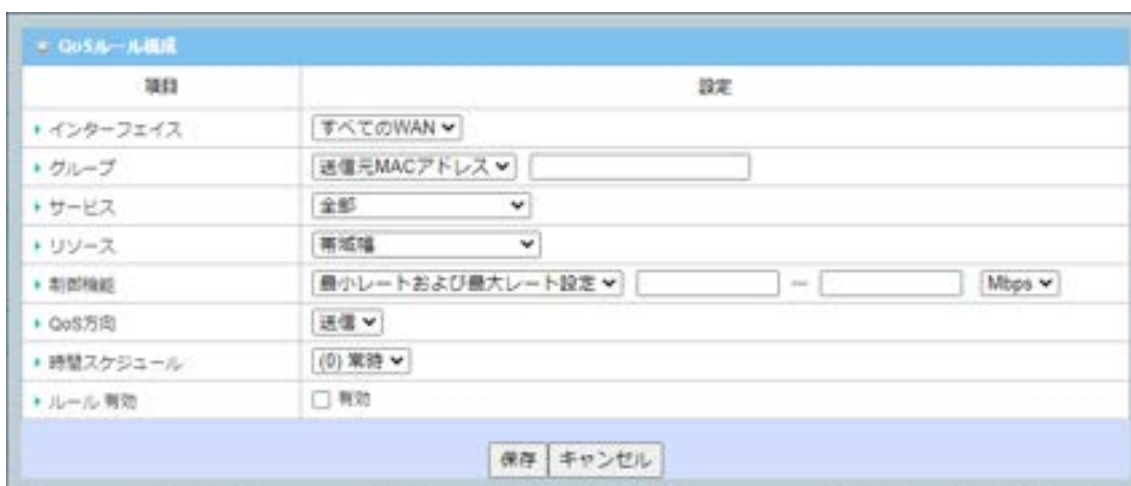 QoSルール構成
項目 設定
インターフェイス すべてのWAN
グループ 送信元MACアドレス
サービス 全部
リソース 帯域幅
制御機能 最小レートおよび最大レート設定 — Mbps
QoS方向 送信
時間スケジュール (0) 常時
ルール 有効 有効
保存 キャンセル